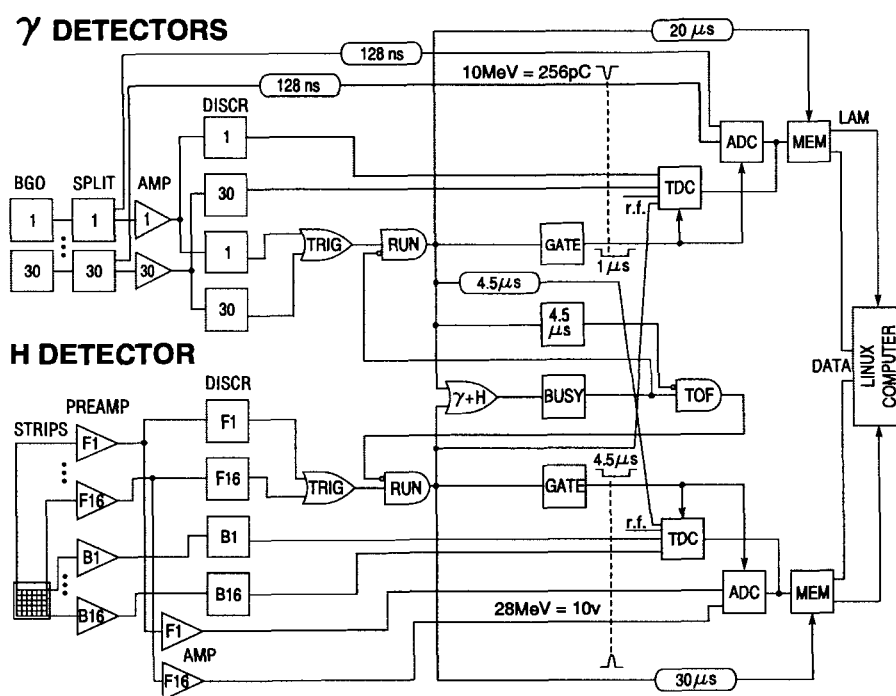 γ DETECTORS
20 μs
128 ns
10MeV = 256pC
128 ns
DISCR
LAM
1
ADC
MEM
BGO
SPLIT
AMP
30
TDC
1
1
1
r.f.
1
TRIG
RUN
GATE
1μs
30
30
30
30
4.5μs
4.5 μs
H DETECTOR
LINUX COMPUTER
DATA
DISCR
γ+H
BUSY
TOF
PREAMP
STRIPS
F1
F1
4.5μs
F16
F16
TRIG
RUN
GATE
r.f.
TDC
B1
B1
ADC
MEM
B16
B16
28MeV = 10v
F1
AMP
F16
30μs